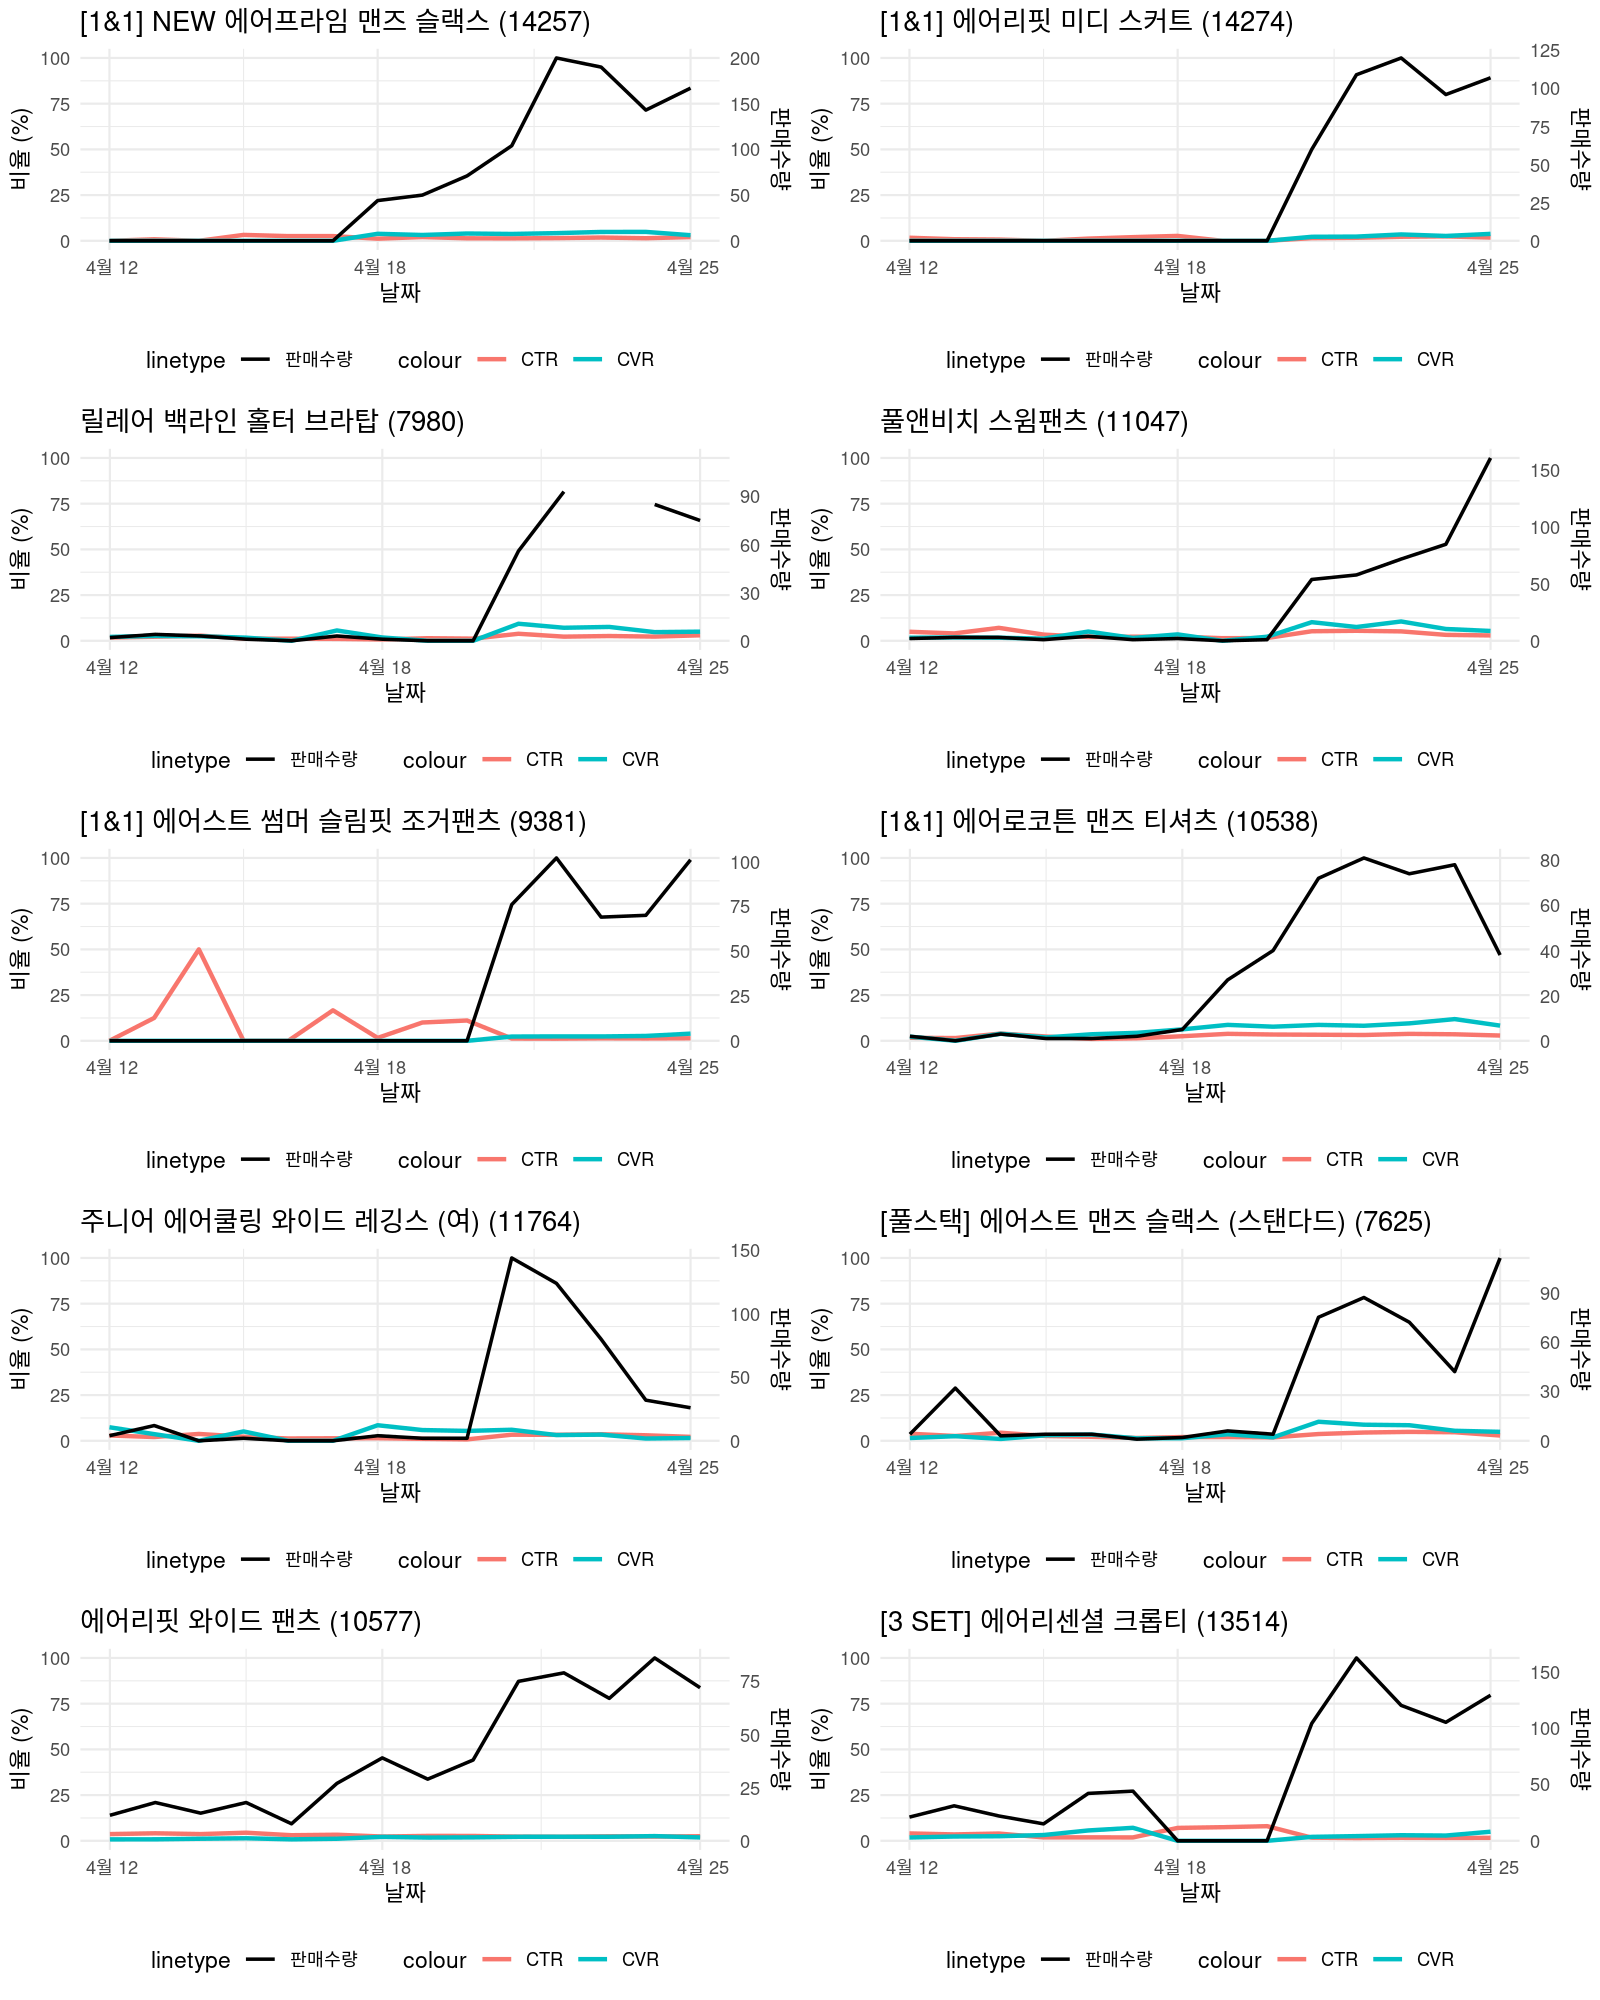 [1&1] NEW 에어프라임 맨즈 슬랙스 (14257)
비율 (%)
100
75
50
25
0
200
150
100
50
0
판매수량
4월 12
4월 18
4월 25
날짜
linetype 판매수량 colour CTR CVR
[1&1] 에어리핏 미디 스커트 (14274)
비율 (%)
100
75
50
25
0
125
100
75
50
25
0
판매수량
4월 12
4월 18
4월 25
날짜
linetype 판매수량 colour CTR CVR
릴레어 백라인 홀터 브라탑 (7980)
비율 (%)
100
75
50
25
0
90
60
30
0
판매수량
4월 12
4월 18
4월 25
날짜
linetype 판매수량 colour CTR CVR
풀앤비치 스윔팬츠 (11047)
비율 (%)
100
75
50
25
0
150
100
50
0
판매수량
4월 12
4월 18
4월 25
날짜
linetype 판매수량 colour CTR CVR
[1&1] 에어스트 썸머 슬림핏 조거팬츠 (9381)
비율 (%)
100
75
50
25
0
100
75
50
25
0
판매수량
4월 12
4월 18
4월 25
날짜
linetype 판매수량 colour CTR CVR
[1&1] 에어로코튼 맨즈 티셔츠 (10538)
비율 (%)
100
75
50
25
0
80
60
40
20
0
판매수량
4월 12
4월 18
4월 25
날짜
linetype 판매수량 colour CTR CVR
주니어 에어쿨링 와이드 레깅스 (여) (11764)
비율 (%)
100
75
50
25
0
150
100
50
0
판매수량
4월 12
4월 18
4월 25
날짜
linetype 판매수량 colour CTR CVR
[풀스택] 에어스트 맨즈 슬랙스 (스탠다드) (7625)
비율 (%)
100
75
50
25
0
90
60
30
0
판매수량
4월 12
4월 18
4월 25
날짜
linetype 판매수량 colour CTR CVR
에어리핏 와이드 팬츠 (10577)
비율 (%)
100
75
50
25
0
75
50
25
0
판매수량
4월 12
4월 18
4월 25
날짜
linetype 판매수량 colour CTR CVR
[3 SET] 에어리센셜 크롭티 (13514)
비율 (%)
100
75
50
25
0
150
100
50
0
판매수량
4월 12
4월 18
4월 25
날짜
linetype 판매수량 colour CTR CVR